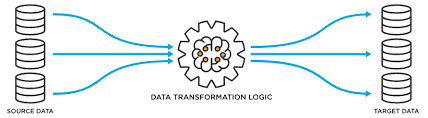 DATA TRANSFORMATION LOGIC
SOURCE DATA
TARGET DATA